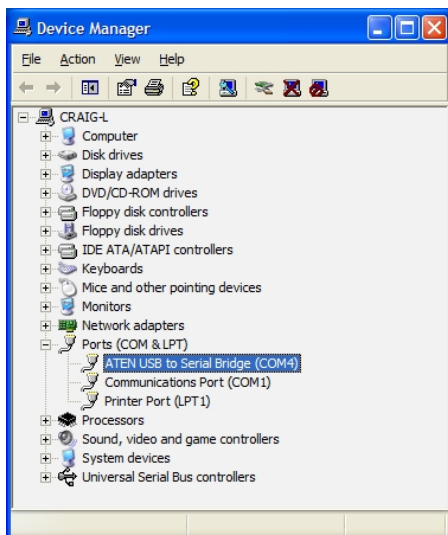 Device Manager
File Action View Help
CRAIG-L
Computer
Disk drives
Display adapters
DVD/CD-ROM drives
Floppy disk controllers
Floppy disk drives
IDE ATA/ATAPI controllers
Keyboards
Mice and other pointing devices
Monitors
Network adapters
Ports (COM & LPT)
ATEN USB to Serial Bridge (COM4)
Communications Port (COM1)
Printer Port (LPT1)
Processors
Sound, video and game controllers
System devices
Universal Serial Bus controllers